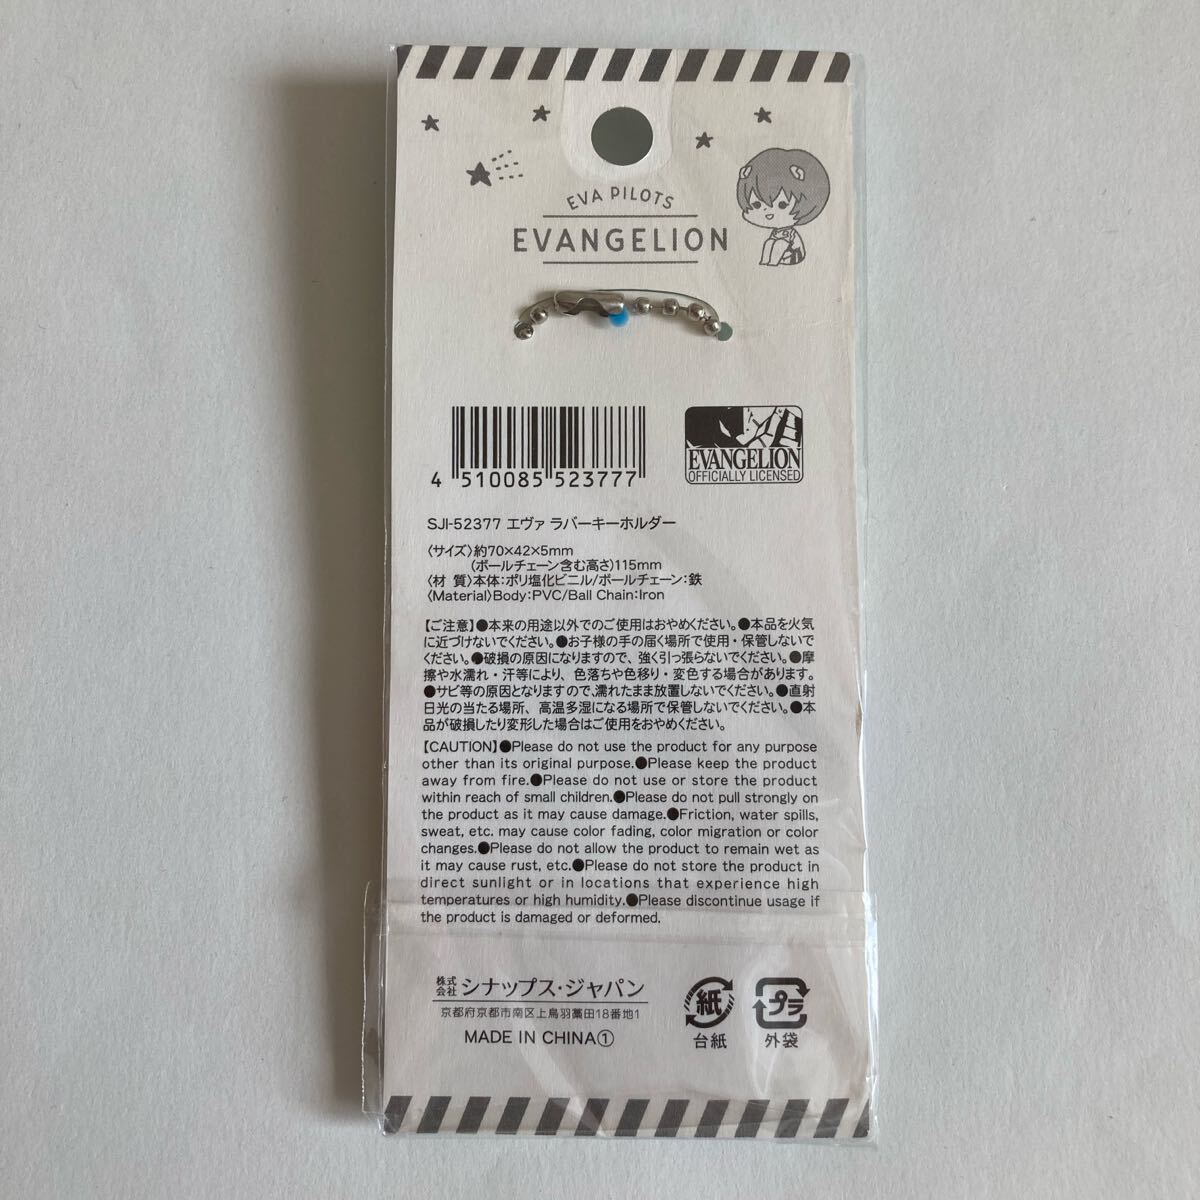 EVA PILOTS
EVANGELION
4 510085 523777
EVANGELION
OFFICIALLY LICENSED
SJI-52377 エヴァ ラバーキーホルダー
〈サイズ〉約70×42×5mm
(ボールチェーン含む高さ)115mm
〈材 質〉本体:ポリ塩化ビニル/ボールチェーン:鉄
〈Material〉Body:PVC/Ball Chain:Iron
【ご注意】●本来の用途以外でのご使用はおやめください。●本品を火気
に近づけないでください。●お子様の手の届く場所で使用・保管しないで
ください。●破損の原因になりますので、強く引っ張らないでください。●摩
擦や水濡れ・汗等により、色落ちや色移り・変色する場合があります。
●サビ等の原因となりますので、濡れたまま放置しないでください。●直射
日光の当たる場所、高温多湿になる場所で保管しないでください。●本
品が破損したり変形した場合はご使用をおやめください。
【CAUTION】●Please do not use the product for any purpose
other than its original purpose.●Please keep the product
away from fire.●Please do not use or store the product
within reach of small children.●Please do not pull strongly on
the product as it may cause damage.●Friction, water spills,
sweat, etc. may cause color fading, color migration or color
changes.●Please do not allow the product to remain wet as
it may cause rust, etc.●Please do not store the product in
direct sunlight or in locations that experience high
temperatures or high humidity.●Please discontinue usage if
the product is damaged or deformed.
株式会社 シナップス・ジャパン
京都府京都市南区上鳥羽藁田18番地1
MADE IN CHINA①
紙
台紙
プラ
外袋